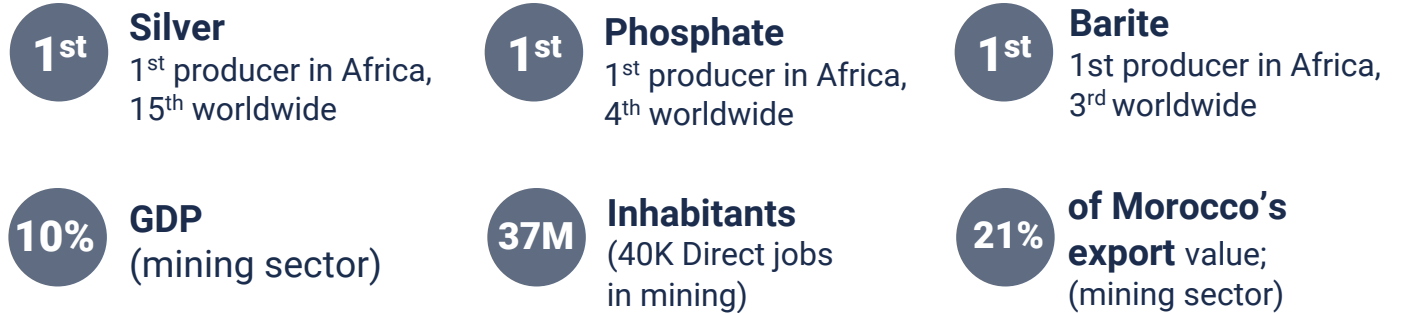 1st
Silver
1st producer in Africa,
15th worldwide
1st
Phosphate
1st producer in Africa,
4th worldwide
1st
Barite
1st producer in Africa,
3rd worldwide
10%
GDP
(mining sector)
37M
Inhabitants
(40K Direct jobs
in mining)
21%
of Morocco’s
export value;
(mining sector)